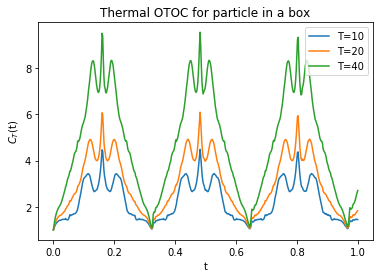 Thermal OTOC for particle in a box
T=10
T=20
T=40
8
6
4
2
C_T(t)
0.0 0.2 0.4 0.6 0.8 1.0
t